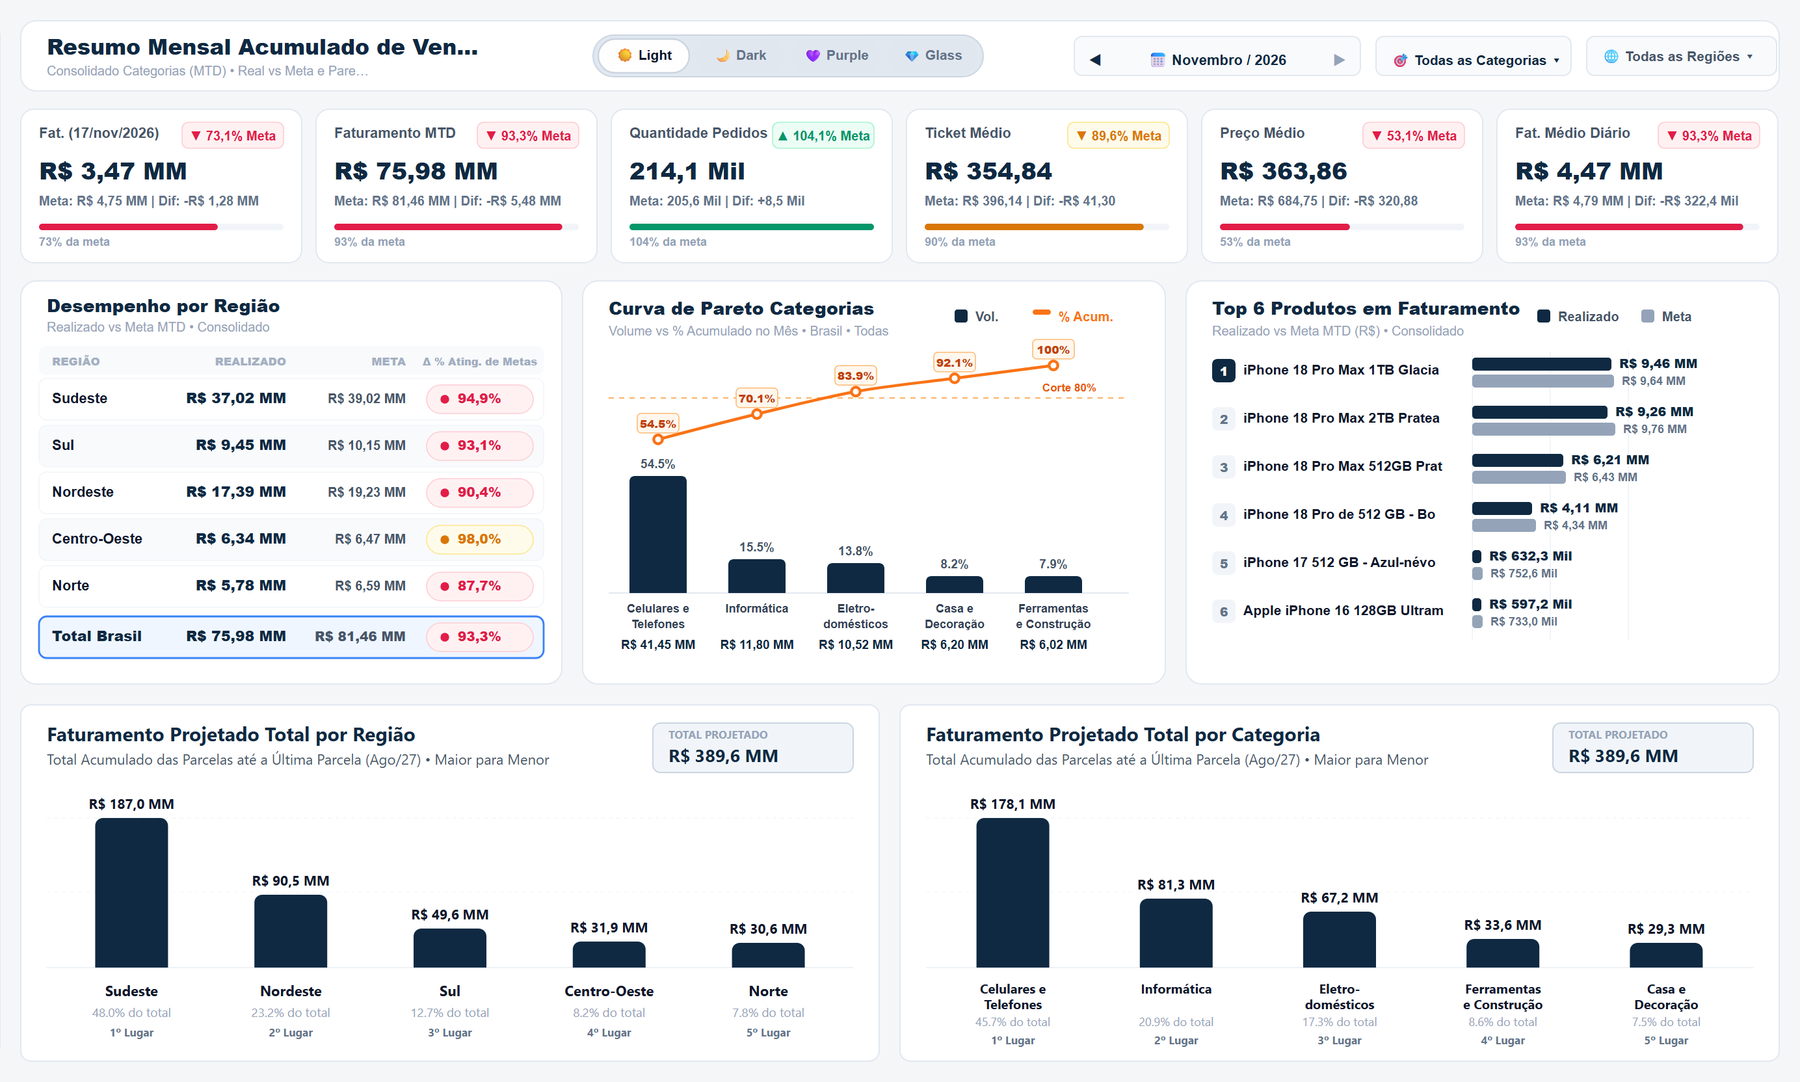 Resumo Mensal Acumulado de Ven...
Consolidado Categorias (MTD) • Real vs Meta e Pare...
Light
Dark
Purple
Glass
◀ Novembro / 2026 ▶
Todas as Categorias ▾
Todas as Regiões ▾
Fat. (17/nov/2026)
▼ 73,1% Meta
R$ 3,47 MM
Meta: R$ 4,75 MM | Dif: -R$ 1,28 MM
73% da meta
Faturamento MTD
▼ 93,3% Meta
R$ 75,98 MM
Meta: R$ 81,46 MM | Dif: -R$ 5,48 MM
93% da meta
Quantidade Pedidos
▲ 104,1% Meta
214,1 Mil
Meta: 205,6 Mil | Dif: +8,5 Mil
104% da meta
Ticket Médio
▼ 89,6% Meta
R$ 354,84
Meta: R$ 396,14 | Dif: -R$ 41,30
90% da meta
Preço Médio
▼ 53,1% Meta
R$ 363,86
Meta: R$ 684,75 | Dif: -R$ 320,88
53% da meta
Fat. Médio Diário
▼ 93,3% Meta
R$ 4,47 MM
Meta: R$ 4,79 MM | Dif: -R$ 322,4 Mil
93% da meta
Desempenho por Região
Realizado vs Meta MTD • Consolidado
REGIÃO REALIZADO META Δ % Ating. de Metas
Sudeste R$ 37,02 MM R$ 39,02 MM 94,9%
Sul R$ 9,45 MM R$ 10,15 MM 93,1%
Nordeste R$ 17,39 MM R$ 19,23 MM 90,4%
Centro-Oeste R$ 6,34 MM R$ 6,47 MM 98,0%
Norte R$ 5,78 MM R$ 6,59 MM 87,7%
Total Brasil R$ 75,98 MM R$ 81,46 MM 93,3%
Curva de Pareto Categorias
Volume vs % Acumulado no Mês • Brasil • Todas
Vol.
% Acum.
54.5% 70.1% 83.9% 92.1% 100%
Corte 80%
54.5% 15.5% 13.8% 8.2% 7.9%
Celulares e Telefones
Informática
Eletro-domésticos
Casa e Decoração
Ferramentas e Construção
R$ 41,45 MM R$ 11,80 MM R$ 10,52 MM R$ 6,20 MM R$ 6,02 MM
Top 6 Produtos em Faturamento
Realizado vs Meta MTD (R$) • Consolidado
Realizado
Meta
1 iPhone 18 Pro Max 1TB Glacia
R$ 9,46 MM
R$ 9,64 MM
2 iPhone 18 Pro Max 2TB Pratea
R$ 9,26 MM
R$ 9,76 MM
3 iPhone 18 Pro Max 512GB Prat
R$ 6,21 MM
R$ 6,43 MM
4 iPhone 18 Pro de 512 GB - Bo
R$ 4,11 MM
R$ 4,34 MM
5 iPhone 17 512 GB - Azul-névo
R$ 632,3 Mil
R$ 752,6 Mil
6 Apple iPhone 16 128GB Ultram
R$ 597,2 Mil
R$ 733,0 Mil
Faturamento Projetado Total por Região
Total Acumulado das Parcelas até a Última Parcela (Ago/27) • Maior para Menor
TOTAL PROJETADO
R$ 389,6 MM
R$ 187,0 MM R$ 90,5 MM R$ 49,6 MM R$ 31,9 MM R$ 30,6 MM
Sudeste Nordeste Sul Centro-Oeste Norte
48.0% do total 23.2% do total 12.7% do total 8.2% do total 7.8% do total
1º Lugar 2º Lugar 3º Lugar 4º Lugar 5º Lugar
Faturamento Projetado Total por Categoria
Total Acumulado das Parcelas até a Última Parcela (Ago/27) • Maior para Menor
TOTAL PROJETADO
R$ 389,6 MM
R$ 178,1 MM R$ 81,3 MM R$ 67,2 MM R$ 33,6 MM R$ 29,3 MM
Celulares e Telefones
Informática
Eletro-domésticos
Ferramentas e Construção
Casa e Decoração
45.7% do total 20.9% do total 17.3% do total 8.6% do total 7.5% do total
1º Lugar 2º Lugar 3º Lugar 4º Lugar 5º Lugar